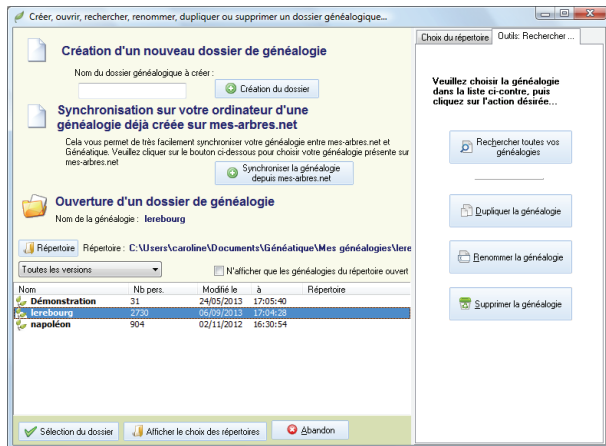 Créer, ouvrir, rechercher, renommer, dupliquer ou supprimer un dossier généalogique...
Création d'un nouveau dossier de généalogie
Nom du dossier généalogique à créer :
Création du dossier
Synchronisation sur votre ordinateur d'une
généalogie déjà créée sur mes-arbres.net
Cela vous permet de très facilement synchroniser votre généalogie entre mes-arbres.net et
Généatique. Veuillez cliquer sur le bouton ci-dessous pour choisir votre généalogie présente sur
mes-arbres.net
Synchroniser la généalogie
depuis mes-arbres.net
Ouverture d'un dossier de généalogie
Nom de la généalogie : lerebourg
Répertoire Répertoire : C:\Users\caroline\Documents\Généatique\Mes généalogies\lere
Toutes les versions N'afficher que les généalogies du répertoire ouvert
Nom Nb pers. Modifié le à Répertoire
Démonstration 31 24/05/2013 17:05:40
lerebourg 2730 06/09/2013 17:04:28
napoléon 904 02/11/2012 16:30:54
Sélection du dossier Afficher le choix des répertoires Abandon
Choix du répertoire Outils: Rechercher ...
Veuillez choisir la généalogie
dans la liste ci-contre, puis
cliquez sur l'action désirée...
Rechercher toutes vos
généalogies
Dupliquer la généalogie
Renommer la généalogie
Supprimer la généalogie